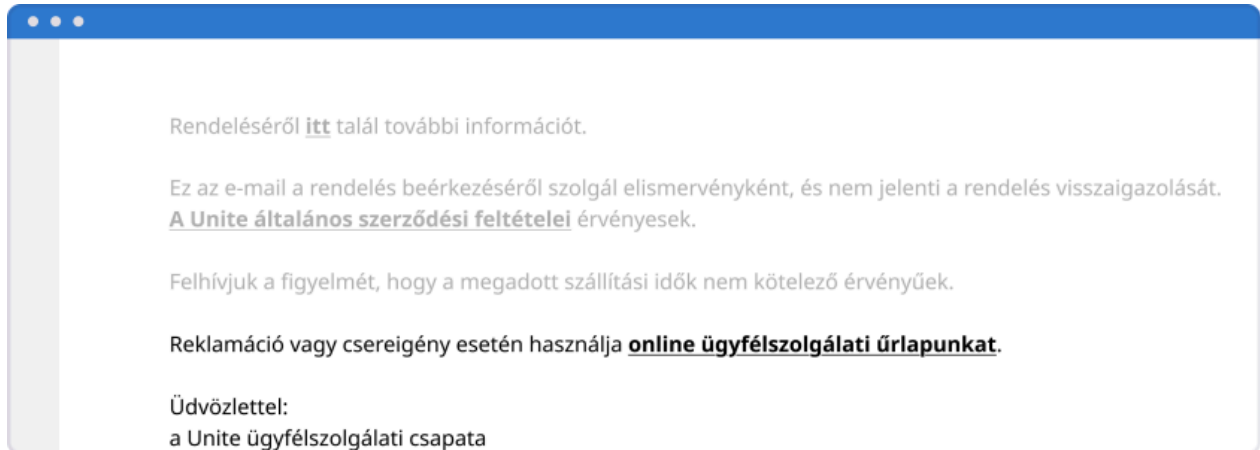 Rendeléséről itt talál további információt.
Ez az e-mail a rendelés beérkezéséről szolgál elismervényként, és nem jelenti a rendelés visszaigazolását.
A Unite általános szerződési feltételei érvényesek.
Felhívjuk a figyelmét, hogy a megadott szállítási idők nem kötelező érvényűek.
Reklamáció vagy csereigény esetén használja online ügyfélszolgálati űrlapunkat.
Üdvözlettel:
a Unite ügyfélszolgálati csapata